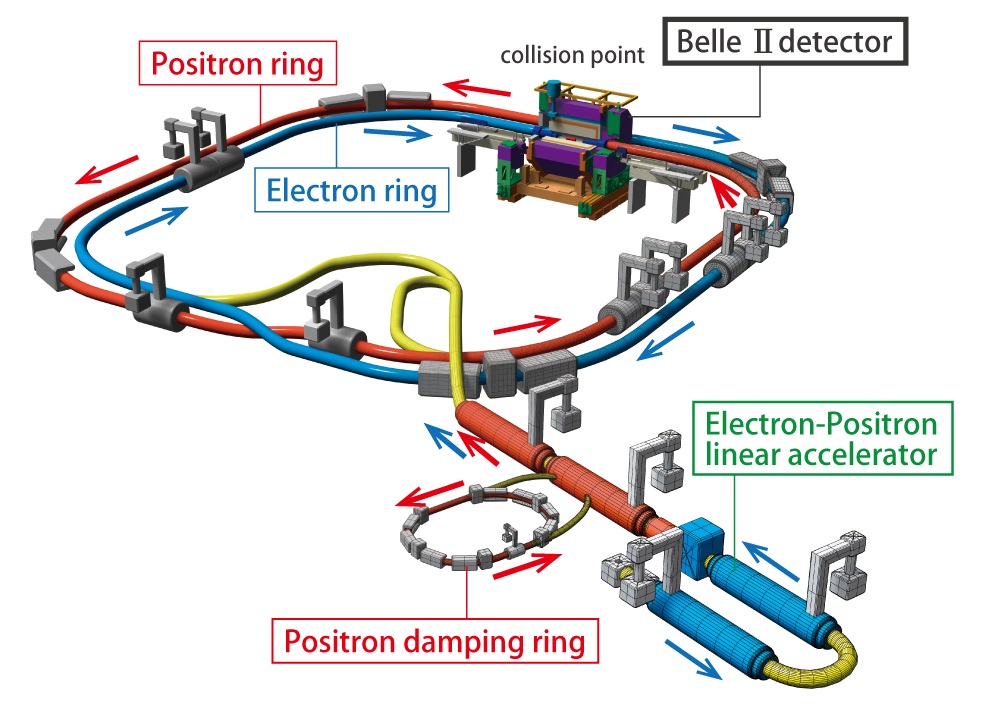 collision point
Belle Ⅱ detector
Positron ring
Electron ring
Electron-Positron
linear accelerator
Positron damping ring